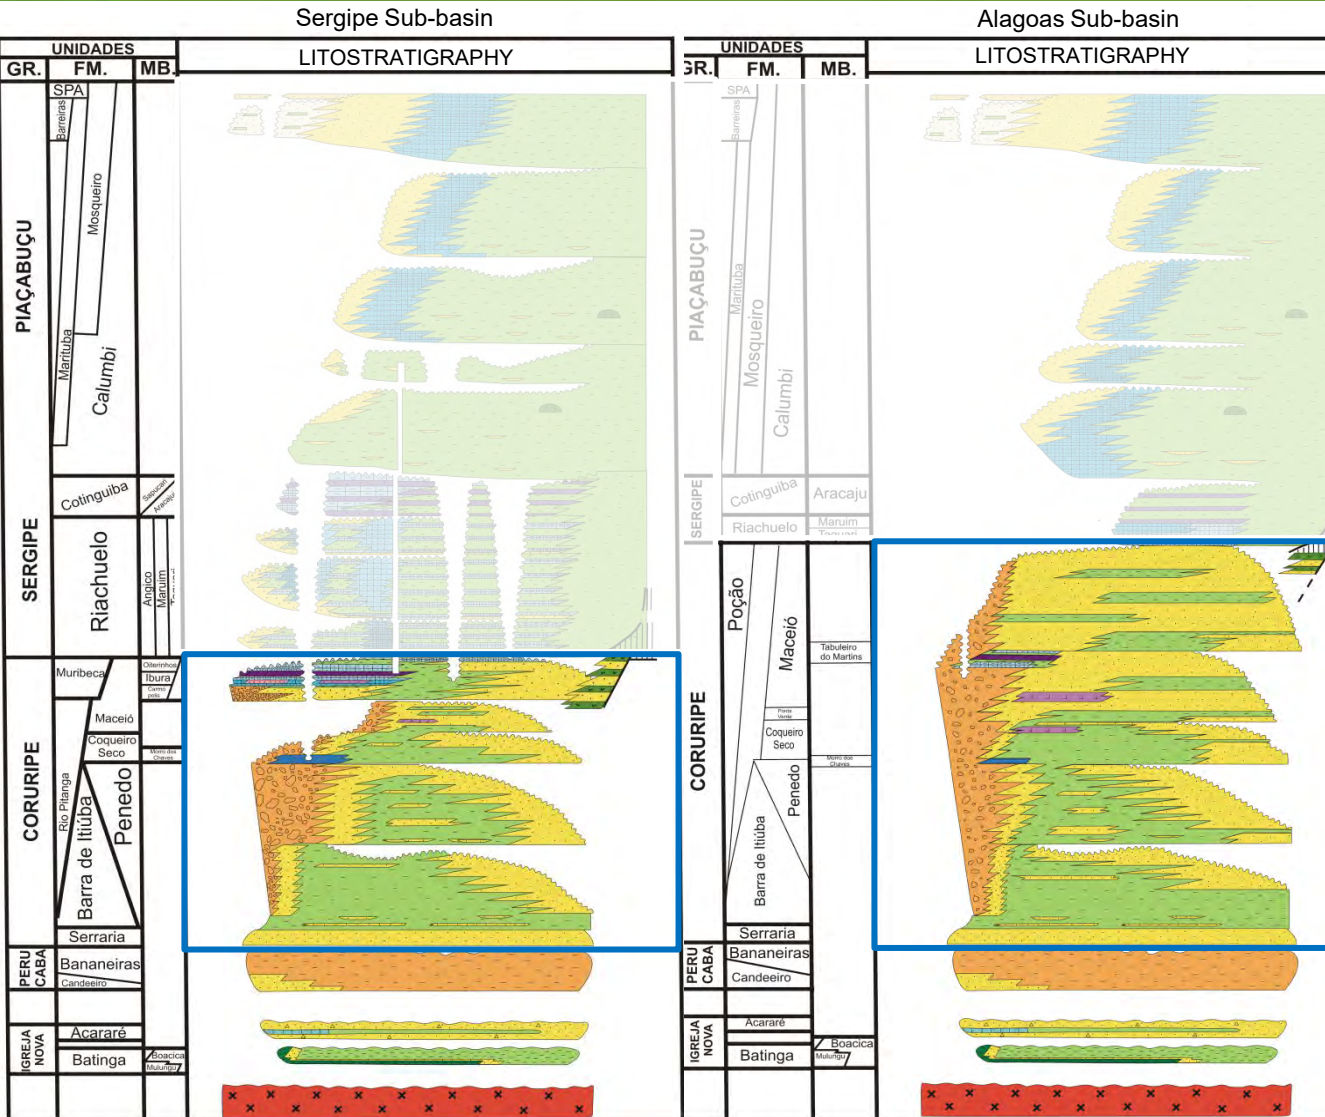 Sergipe Sub-basin
Alagoas Sub-basin
UNIDADES
LITOSTRATIGRAPHY
GR.
FM.
MB.
SPA
Barreiras
Mosqueiro
Marituba
Calumbi
PIAÇABUÇU
Cotinguiba
Sapucari
Aracaju
SERGIPE
Riachuelo
Angico
Maruim
Muribeca
Oiterinhos
Ibura
Carmó
polis
Maceió
Coqueiro
Seco
Morro dos
Chaves
CORURIPE
Rio Pitanga
Barra de Itiúba
Penedo
Serraria
PERU
CABA
Bananeiras
Candeeiro
IGREJA
NOVA
Acararé
Batinga
Boacica
Mulungu
UNIDADES
LITOSTRATIGRAPHY
GR.
FM.
MB.
SPA
Barreiras
Marituba
Mosqueiro
Calumbi
PIAÇABUÇU
SERGIPE
Cotinguiba
Aracaju
Riachuelo
Maruim
Taquari
Poção
Maceió
Tabuleiro
do Martins
Ponta
Verde
Coqueiro
Seco
Morro dos
Chaves
CORURIPE
Barra de Itiúba
Penedo
Serraria
PERU
CABA
Bananeiras
Candeeiro
IGREJA
NOVA
Acararé
Batinga
Boacica
Mulungu